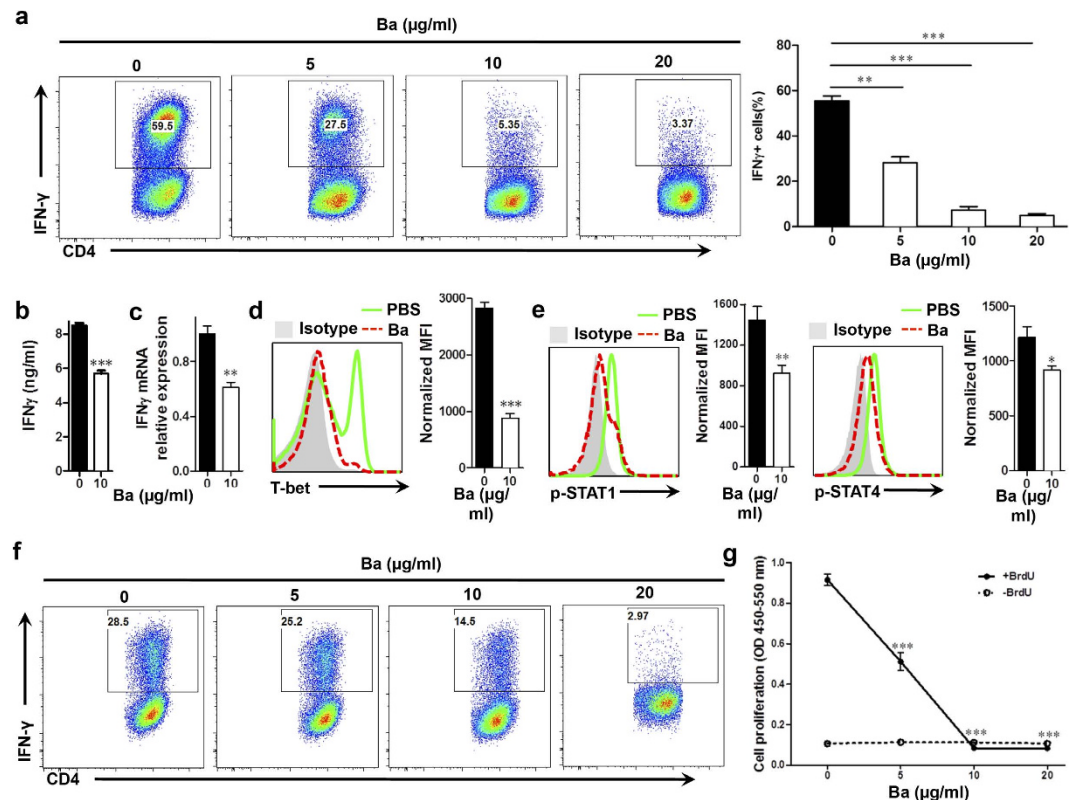 a
Ba (µg/ml)
0 5 10 20
59.5 27.5 5.35 3.37
IFN-γ
CD4
IFNγ+ cells(%)
80
60
40
20
0
*** 
***
**
0 5 10 20
Ba (µg/ml)
b
IFNγ (ng/ml)
9
6
3
0
***
0 10
c
IFNγ mRNA
relative expression
0.8
0.4
0.0
**
0 10
Ba (µg/ml)
d
PBS
Isotype Ba
T-bet
Normalized MFI
3000
2000
1000
0
***
0 10
Ba (µg/
ml)
e
PBS
Isotype Ba
p-STAT1
Normalized MFI
1600
1200
800
400
0
**
0 10
Ba (µg/
ml)
PBS
Isotype Ba
p-STAT4
Normalized MFI
1500
1000
500
0
*
0 10
Ba (µg/
ml)
f
Ba (µg/ml)
0 5 10 20
28.5 25.2 14.5 2.97
IFN-γ
CD4
g
Cell proliferation (OD 450-550 nm)
1.0
0.8
0.6
0.4
0.2
0.0
+BrdU
-BrdU
***
*** ***
0 5 10 20
Ba (µg/ml)